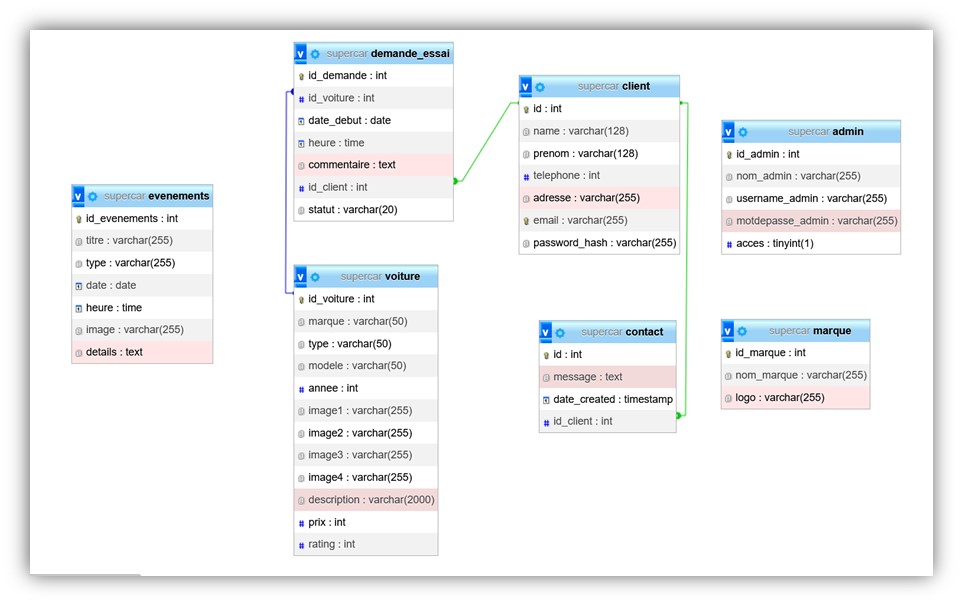 supercar evenements
id_evenements : int
titre : varchar(255)
type : varchar(255)
date : date
heure : time
image : varchar(255)
details : text
v supercar demande_essai
id_demande : int
# id_voiture : int
date_debut : date
heure : time
commentaire : text
# id_client : int
statut : varchar(20)
v supercar voiture
id_voiture : int
marque : varchar(50)
type : varchar(50)
modele : varchar(50)
# annee : int
image1 : varchar(255)
image2 : varchar(255)
image3 : varchar(255)
image4 : varchar(255)
description : varchar(2000)
# prix : int
# rating : int
v supercar client
id : int
name : varchar(128)
prenom : varchar(128)
# telephone : int
adresse : varchar(255)
email : varchar(255)
password_hash : varchar(255)
v supercar contact
id : int
message : text
date_created : timestamp
# id_client : int
v supercar admin
id_admin : int
nom_admin : varchar(255)
username_admin : varchar(255)
motdepasse_admin : varchar(255)
# acces : tinyint(1)
v supercar marque
id_marque : int
nom_marque : varchar(255)
logo : varchar(255)